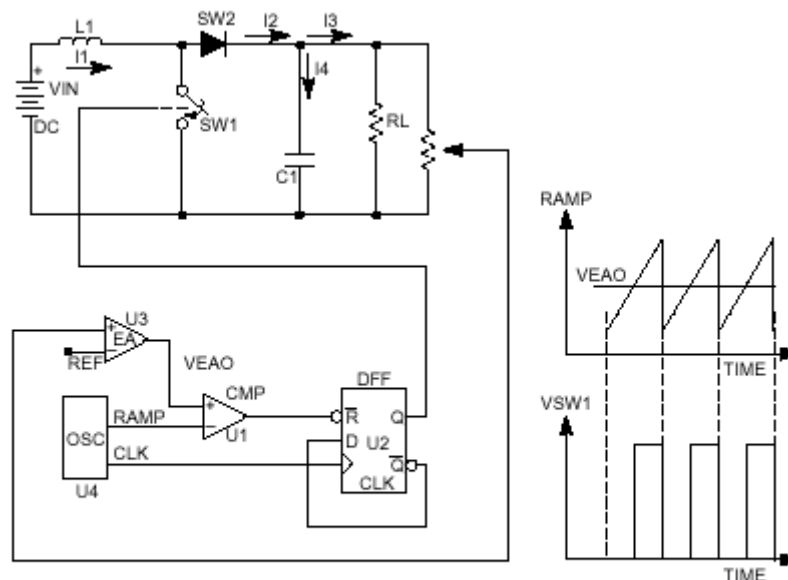 SW2
I2
I3
L1
I1
I4
+
VIN
DC
SW1
RL
C1
RAMP
VEAO
TIME
U3
+
EA
−
REF
VEAO
CMP
+
−
U1
DFF
R
Q
D
U2
Q
CLK
OSC
RAMP
CLK
U4
VSW1
TIME